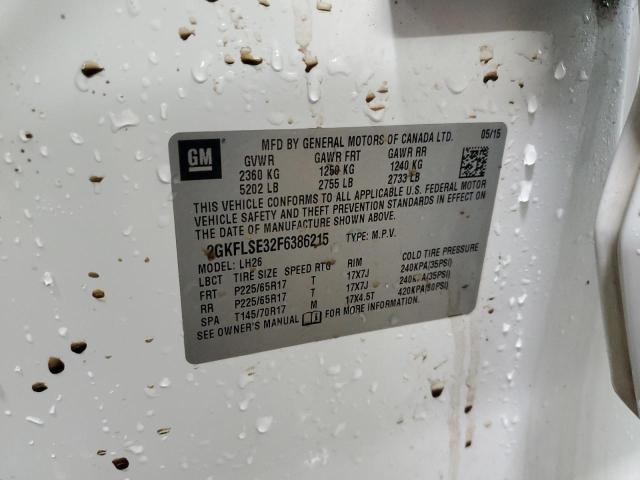 GM
MFD BY GENERAL MOTORS OF CANADA LTD. 05/15
GVWR GAWR FRT GAWR RR
2360 KG 1250 KG 1240 KG
5202 LB 2755 LB 2733 LB
THIS VEHICLE CONFORMS TO ALL APPLICABLE U.S. FEDERAL MOTOR
VEHICLE SAFETY AND THEFT PREVENTION STANDARDS IN EFFECT ON
THE DATE OF MANUFACTURE SHOWN ABOVE.
2GKFLSE32F6386215 TYPE: M.P.V.
MODEL: LH26
LBCT TIRE SIZE SPEED RTG RIM COLD TIRE PRESSURE
FRT P225/65R17 T 17X7J 240KPA(35PSI)
RR P225/65R17 T 17X7J 240KPA(35PSI)
SPA T145/70R17 M 17X4.5T 420KPA(60PSI)
SEE OWNER'S MANUAL FOR MORE INFORMATION